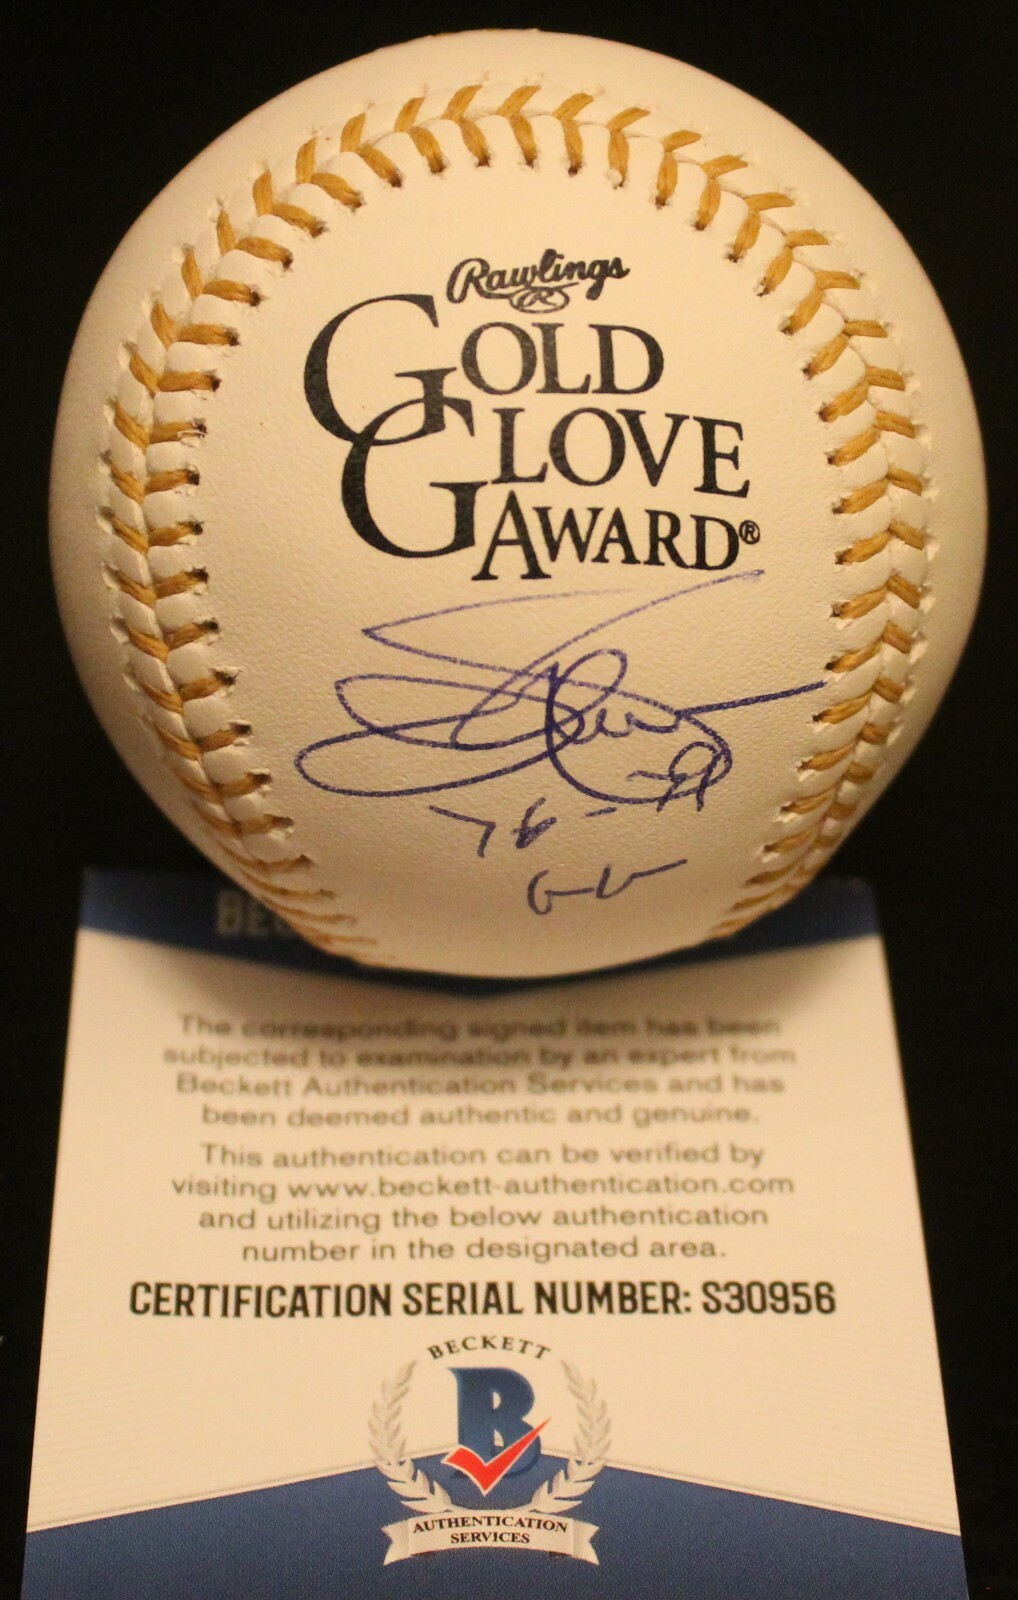 Rawlings
R
GOLD
GLOVE
AWARD®
76-79
GG
BEC
The corresponding signed item has been
subjected to examination by an expert from
Beckett Authentication Services and has
been deemed authentic and genuine.
This authentication can be verified by
visiting www.beckett-authentication.com
and utilizing the below authentication
number in the designated area.
CERTIFICATION SERIAL NUMBER: S30956
BECKETT
B
AUTHENTICATION
SERVICES